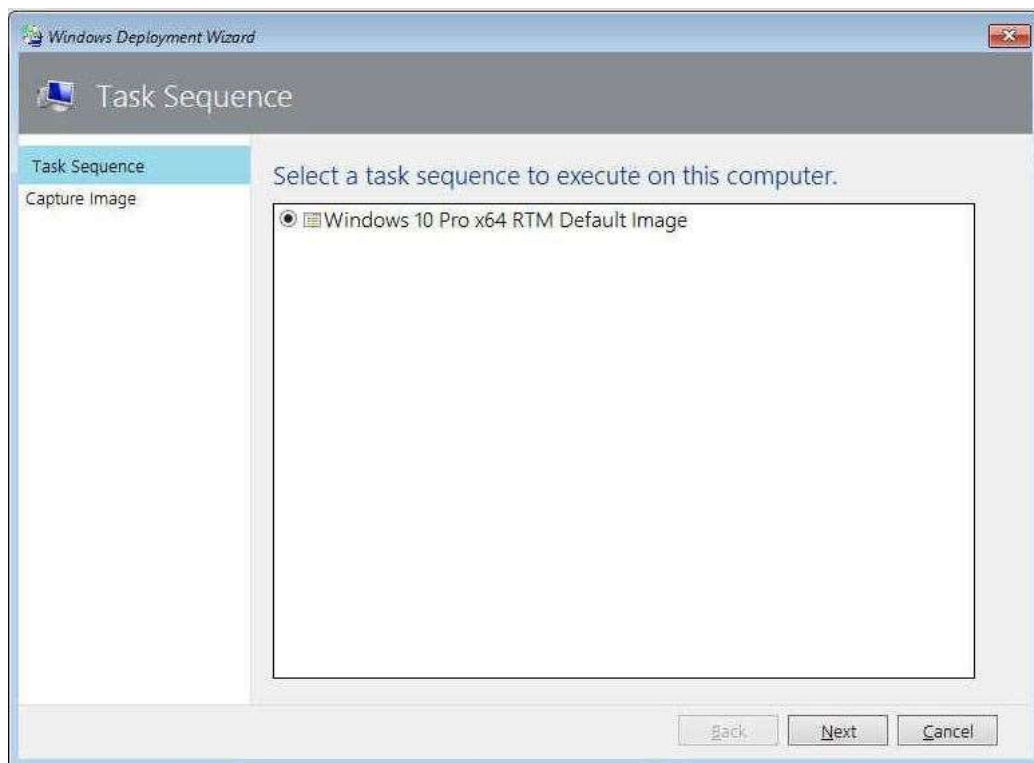 Windows Deployment Wizard
Task Sequence
Task Sequence
Capture Image
Select a task sequence to execute on this computer.
Windows 10 Pro x64 RTM Default Image
Back
Next
Cancel